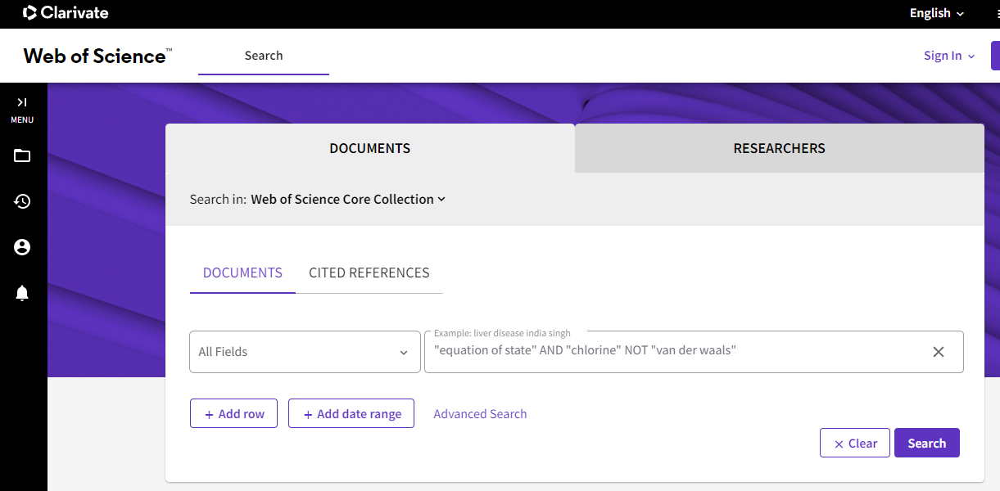 Clarivate
English
Web of Science™
Search
Sign In
MENU
DOCUMENTS
RESEARCHERS
Search in: Web of Science Core Collection
DOCUMENTS
CITED REFERENCES
All Fields
Example: liver disease india singh
"equation of state" AND "chlorine" NOT "van der waals"
+ Add row
+ Add date range
Advanced Search
× Clear
Search